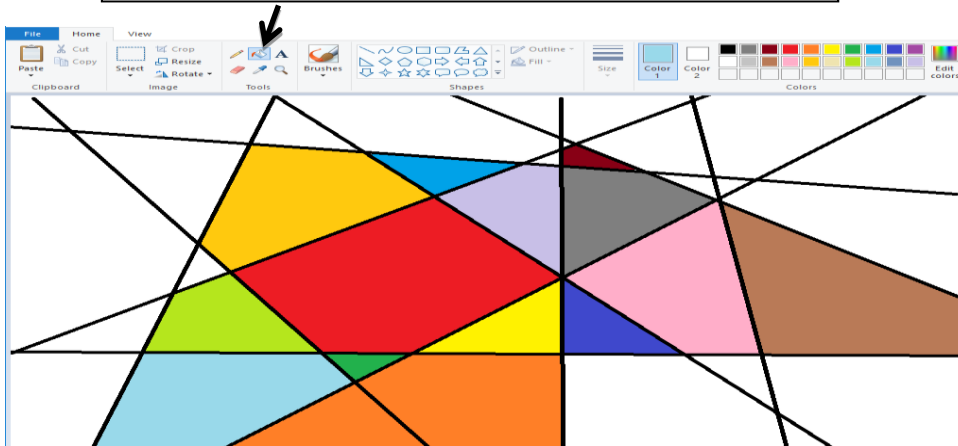 File Home View
Cut
Copy
Paste
Clipboard
Select
Crop
Resize
Rotate
Image
A
Tools
Brushes
Outline
Fill
Shapes
Size
Color 1
Color 2
Edit colors
Colors